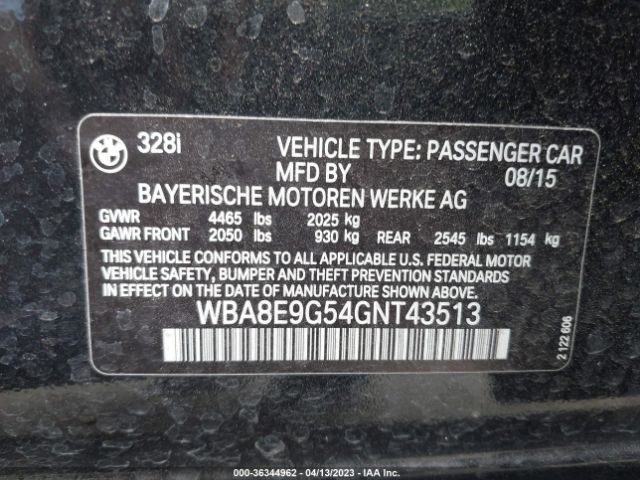 328i VEHICLE TYPE: PASSENGER CAR
MFD BY 08/15
BAYERISCHE MOTOREN WERKE AG
GVWR 4465 lbs 2025 kg
GAWR FRONT 2050 lbs 930 kg REAR 2545 lbs 1154 kg
THIS VEHICLE CONFORMS TO ALL APPLICABLE U.S. FEDERAL MOTOR
VEHICLE SAFETY, BUMPER AND THEFT PREVENTION STANDARDS
IN EFFECT ON THE DATE OF MANUFACTURE SHOWN ABOVE.
WBA8E9G54GNT43513
2 122 606
000-36344962 - 04/13/2023 - IAA Inc.